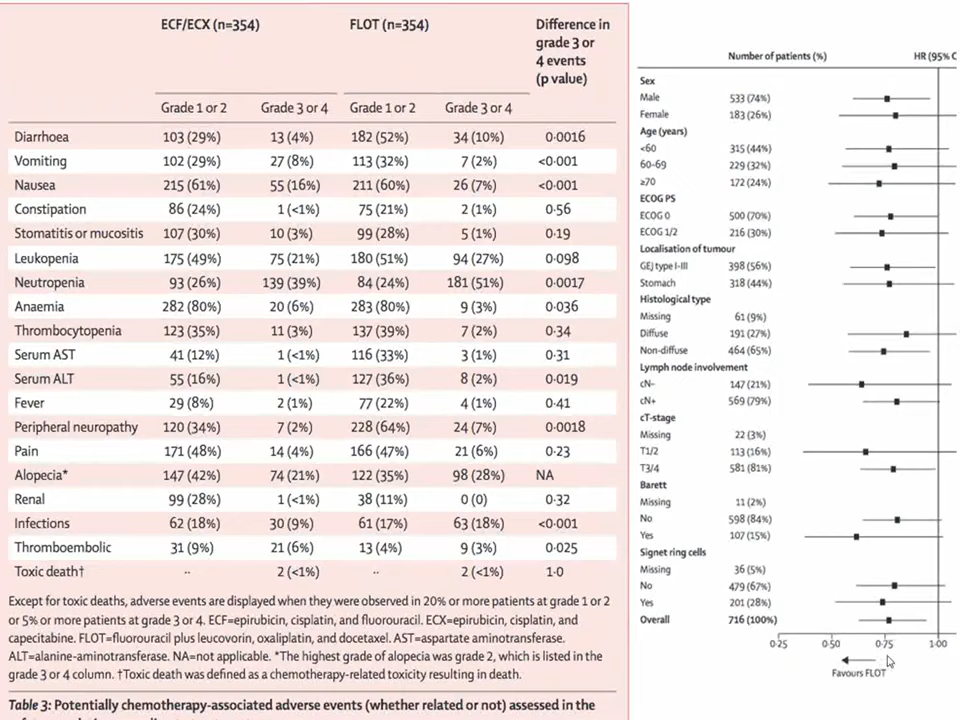 ECF/ECX (n=354) FLOT (n=354) Difference in
grade 3 or
4 events
(p value)
Grade 1 or 2 Grade 3 or 4 Grade 1 or 2 Grade 3 or 4
Diarrhoea 103 (29%) 13 (4%) 182 (52%) 34 (10%) 0·0016
Vomiting 102 (29%) 27 (8%) 113 (32%) 7 (2%) <0·001
Nausea 215 (61%) 55 (16%) 211 (60%) 26 (7%) <0·001
Constipation 86 (24%) 1 (<1%) 75 (21%) 2 (1%) 0·56
Stomatitis or mucositis 107 (30%) 10 (3%) 99 (28%) 5 (1%) 0·19
Leukopenia 175 (49%) 75 (21%) 180 (51%) 94 (27%) 0·098
Neutropenia 93 (26%) 139 (39%) 84 (24%) 181 (51%) 0·0017
Anaemia 282 (80%) 20 (6%) 283 (80%) 9 (3%) 0·036
Thrombocytopenia 123 (35%) 11 (3%) 137 (39%) 7 (2%) 0·34
Serum AST 41 (12%) 1 (<1%) 116 (33%) 3 (1%) 0·31
Serum ALT 55 (16%) 1 (<1%) 127 (36%) 8 (2%) 0·019
Fever 29 (8%) 2 (1%) 77 (22%) 4 (1%) 0·41
Peripheral neuropathy 120 (34%) 7 (2%) 228 (64%) 24 (7%) 0·0018
Pain 171 (48%) 14 (4%) 166 (47%) 21 (6%) 0·23
Alopecia* 147 (42%) 74 (21%) 122 (35%) 98 (28%) NA
Renal 99 (28%) 1 (<1%) 38 (11%) 0 (0) 0·32
Infections 62 (18%) 30 (9%) 61 (17%) 63 (18%) <0·001
Thromboembolic 31 (9%) 21 (6%) 13 (4%) 9 (3%) 0·025
Toxic death† ·· 2 (<1%) ·· 2 (<1%) 1·0
Except for toxic deaths, adverse events are displayed when they were observed in 20% or more patients at grade 1 or 2
or 5% or more patients at grade 3 or 4. ECF=epirubicin, cisplatin, and fluorouracil. ECX=epirubicin, cisplatin, and
capecitabine. FLOT=fluorouracil plus leucovorin, oxaliplatin, and docetaxel. AST=aspartate aminotransferase.
ALT=alanine-aminotransferase. NA=not applicable. *The highest grade of alopecia was grade 2, which is listed in the
grade 3 or 4 column. †Toxic death was defined as a chemotherapy-related toxicity resulting in death.
Table 3: Potentially chemotherapy-associated adverse events (whether related or not) assessed in the
Number of patients (%) HR (95% C
Sex
Male 533 (74%)
Female 183 (26%)
Age (years)
<60 315 (44%)
60-69 229 (32%)
≥70 172 (24%)
ECOG PS
ECOG 0 500 (70%)
ECOG 1/2 216 (30%)
Localisation of tumour
GEJ type I-III 398 (56%)
Stomach 318 (44%)
Histological type
Missing 61 (9%)
Diffuse 191 (27%)
Non-diffuse 464 (65%)
Lymph node involvement
cN- 147 (21%)
cN+ 569 (79%)
cT-stage
Missing 22 (3%)
T1/2 113 (16%)
T3/4 581 (81%)
Barett
Missing 11 (2%)
No 598 (84%)
Yes 107 (15%)
Signet ring cells
Missing 36 (5%)
No 479 (67%)
Yes 201 (28%)
Overall 716 (100%)
0·25 0·50 0·75 1·00
Favours FLOT